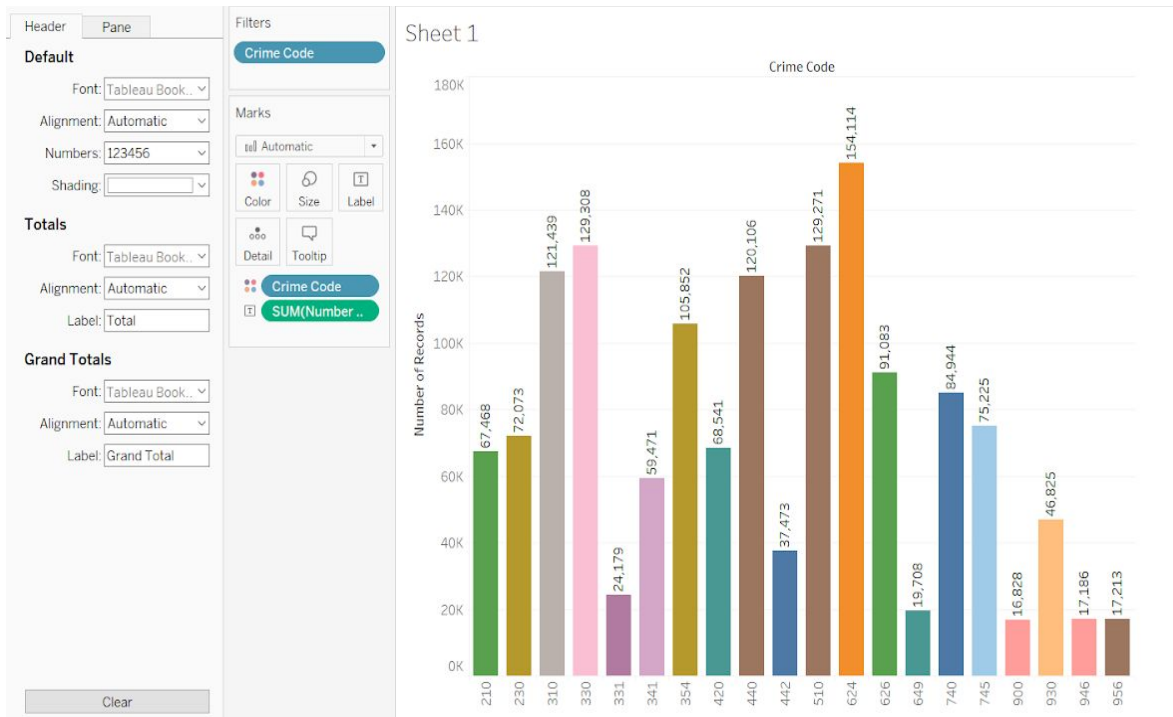 Header Pane
Default
Font: Tableau Book..
Alignment: Automatic
Numbers: 123456
Shading:
Totals
Font: Tableau Book..
Alignment: Automatic
Label: Total
Grand Totals
Font: Tableau Book..
Alignment: Automatic
Label: Grand Total
Clear
Filters
Crime Code
Marks
Automatic
Color Size Label
Detail Tooltip
Crime Code
SUM(Number ..
Sheet 1
Crime Code
Number of Records
180K
160K
140K
120K
100K
80K
60K
40K
20K
0K
67,468
72,073
121,439
129,308
24,179
59,471
105,852
68,541
120,106
37,473
129,271
154,114
91,083
19,708
84,944
75,225
16,828
46,825
17,186
17,213
210 230 310 330 331 341 354 420 440 442 510 624 626 649 740 745 900 930 946 956